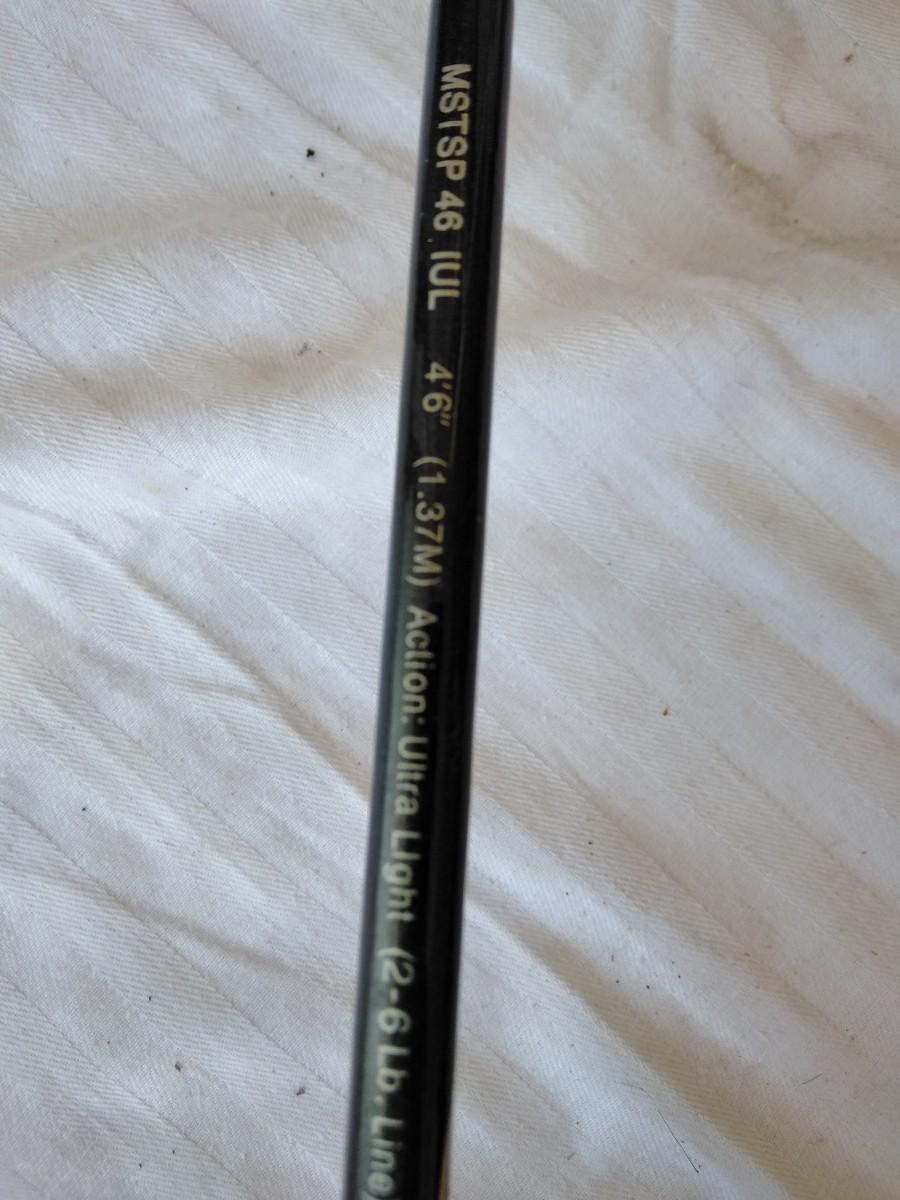 MSTSP 46 IUL 4'6" (1.37M) Action: Ultra Light (2-6 Lb. Line)